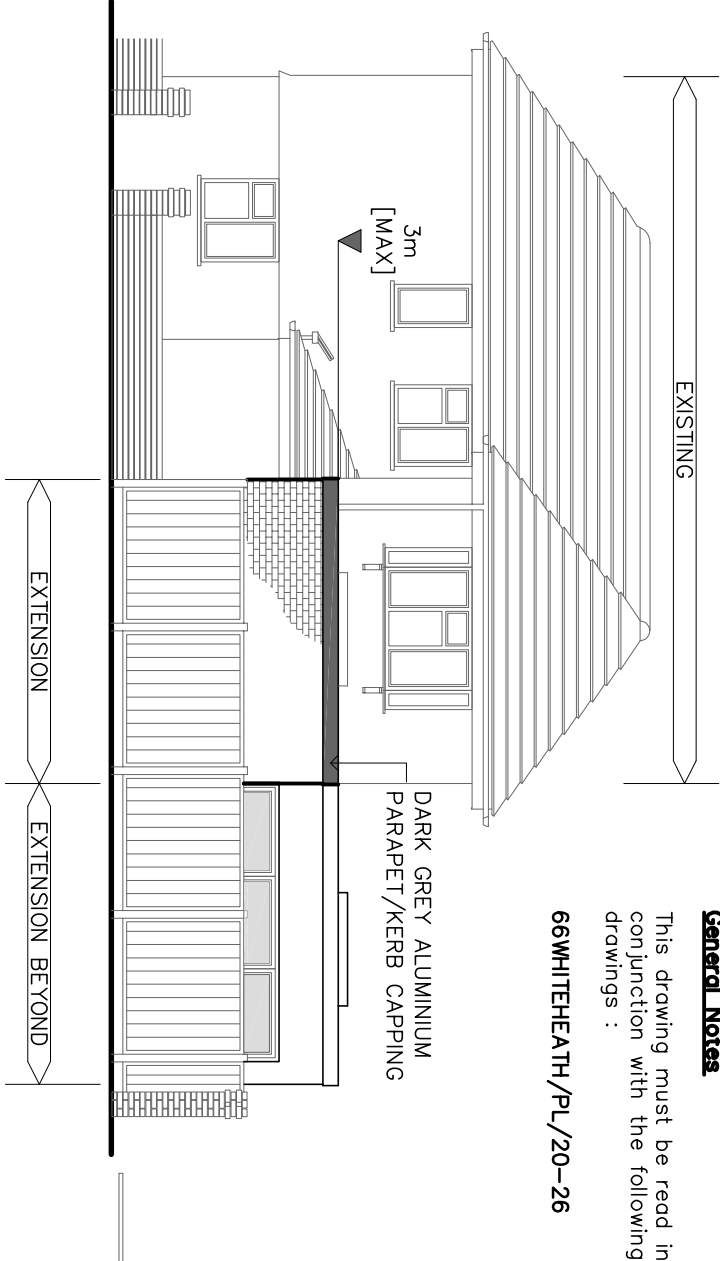 EXISTING
General Notes
This drawing must be read in
conjunction with the following
drawings :
66WHITEHEATH/PL/20-26
3m
[MAX]
DARK GREY ALUMINIUM
PARAPET/KERB CAPPING
EXTENSION
EXTENSION BEYOND